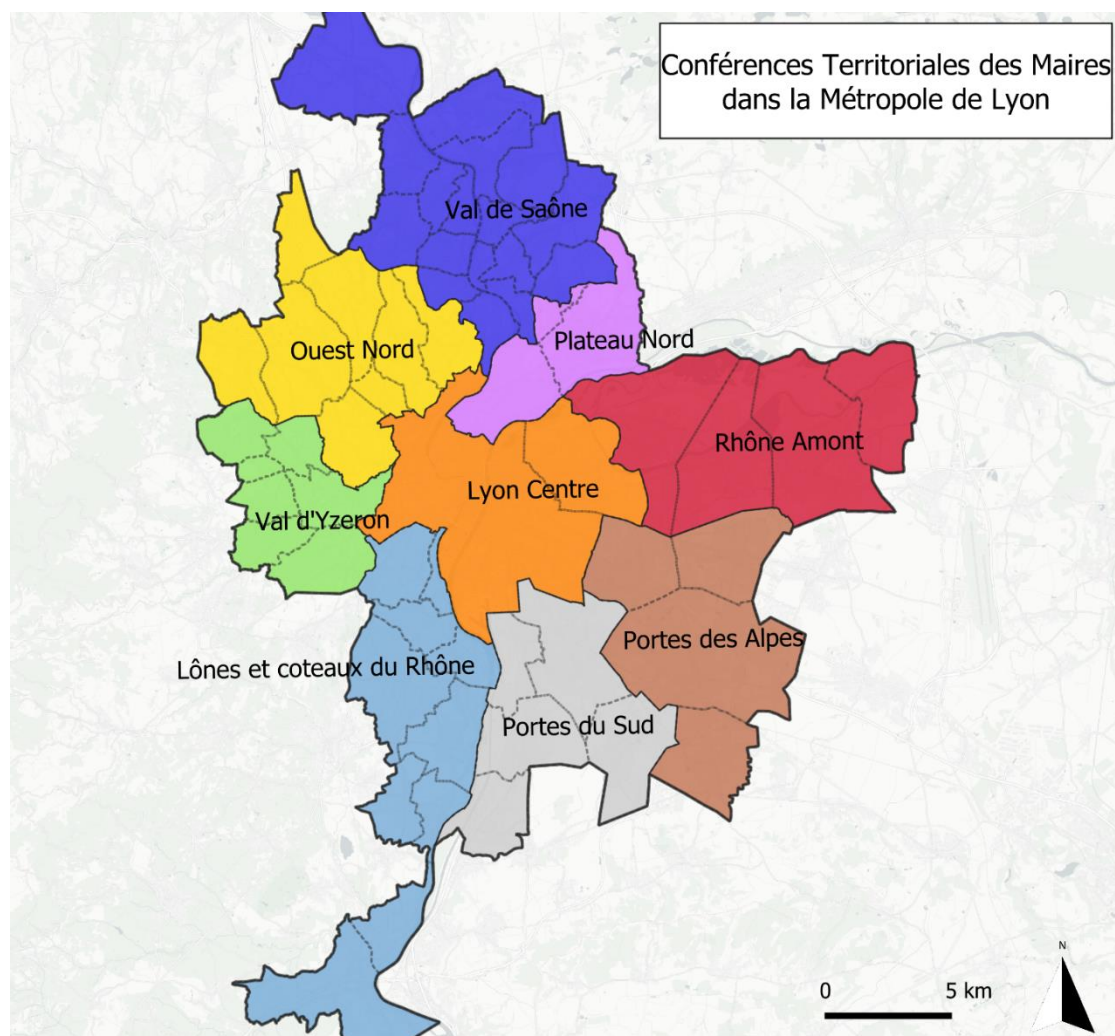 Conférences Territoriales des Maires
dans la Métropole de Lyon
Val de Saône
Ouest Nord
Plateau Nord
Rhône Amont
Lyon Centre
Val d'Yzeron
Portes des Alpes
Lônes et coteaux du Rhône
Portes du Sud
N
0 5 km